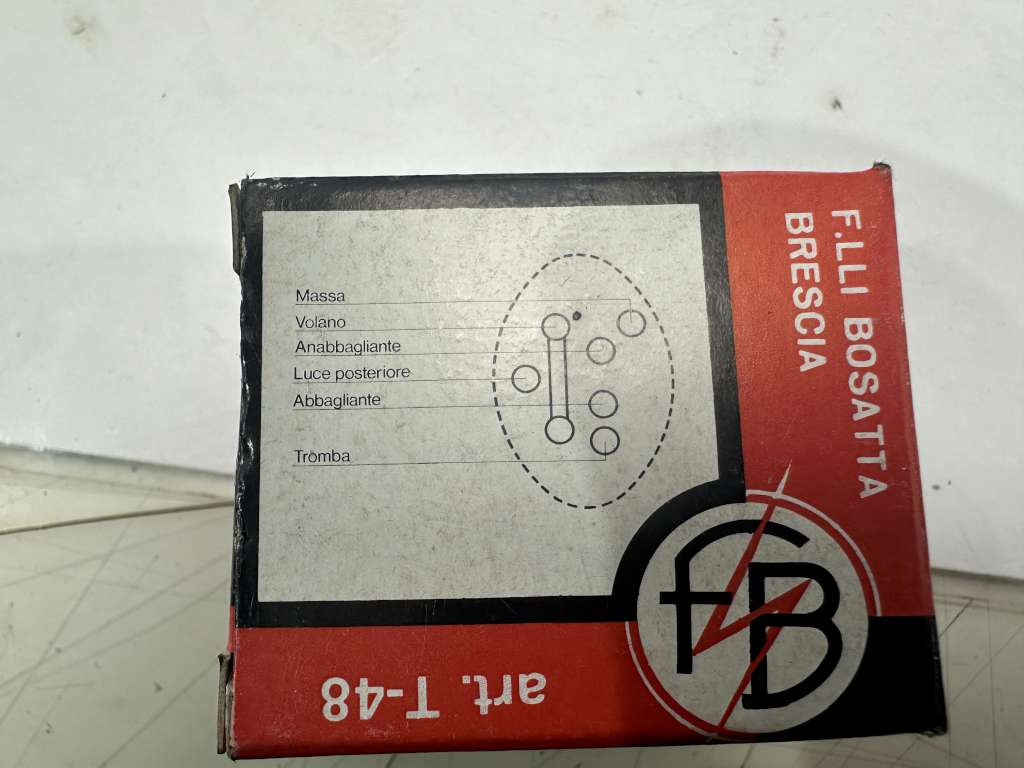 Massa
Volano
Anabbagliante
Luce posteriore
Abbagliante
Tromba
F.LLI BOSATTA
BRESCIA
FB
art. T-48